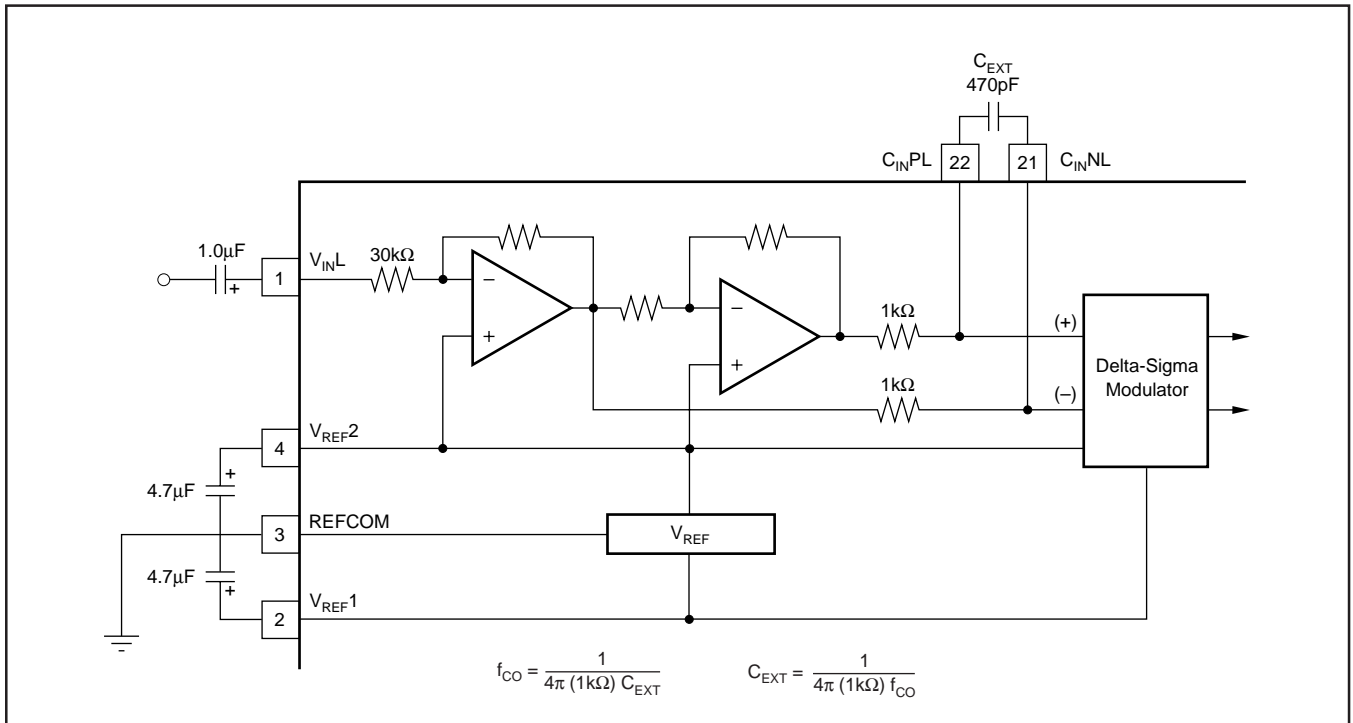 C_EXT
470pF
C_INPL
22
21
C_INNL
1.0µF
+
1
V_INL
30kΩ
−
+
−
+
1kΩ
1kΩ
(+)
(−)
Delta-Sigma
Modulator
4
V_REF2
+
4.7µF
3
REFCOM
V_REF
4.7µF
+
2
V_REF1
f_CO = 1 / 4π (1kΩ) C_EXT
C_EXT = 1 / 4π (1kΩ) f_CO